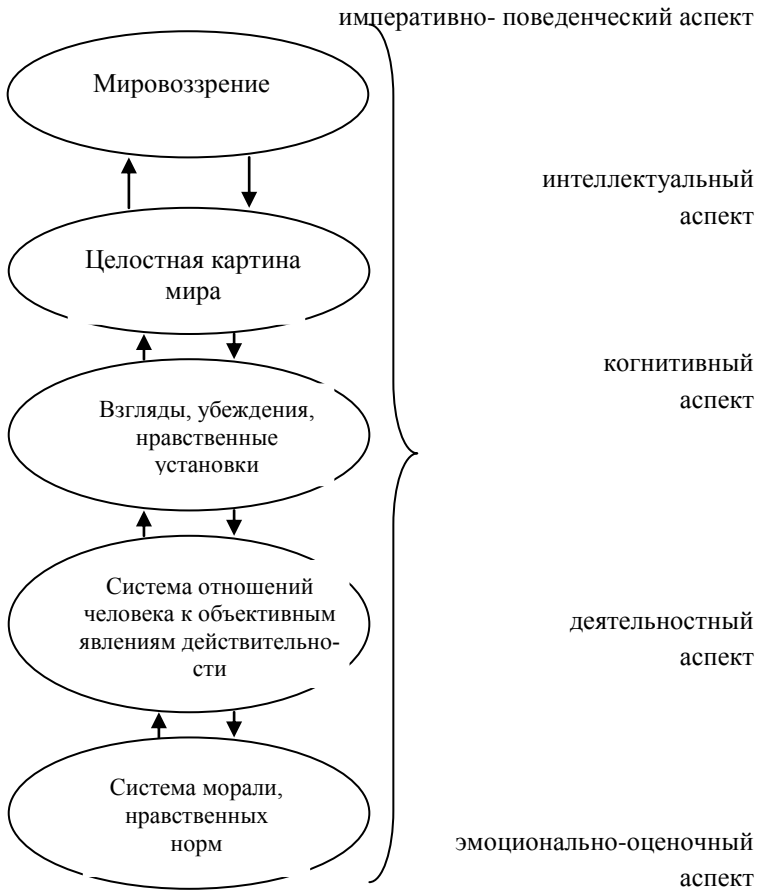 императивно- поведенческий аспект
Мировоззрение
интеллектуальный
аспект
Целостная картина
мира
когнитивный
аспект
Взгляды, убеждения,
нравственные
установки
Система отношений
человека к объективным
явлениям действительно-
сти
деятельностный
аспект
Система морали,
нравственных
норм
эмоционально-оценочный
аспект